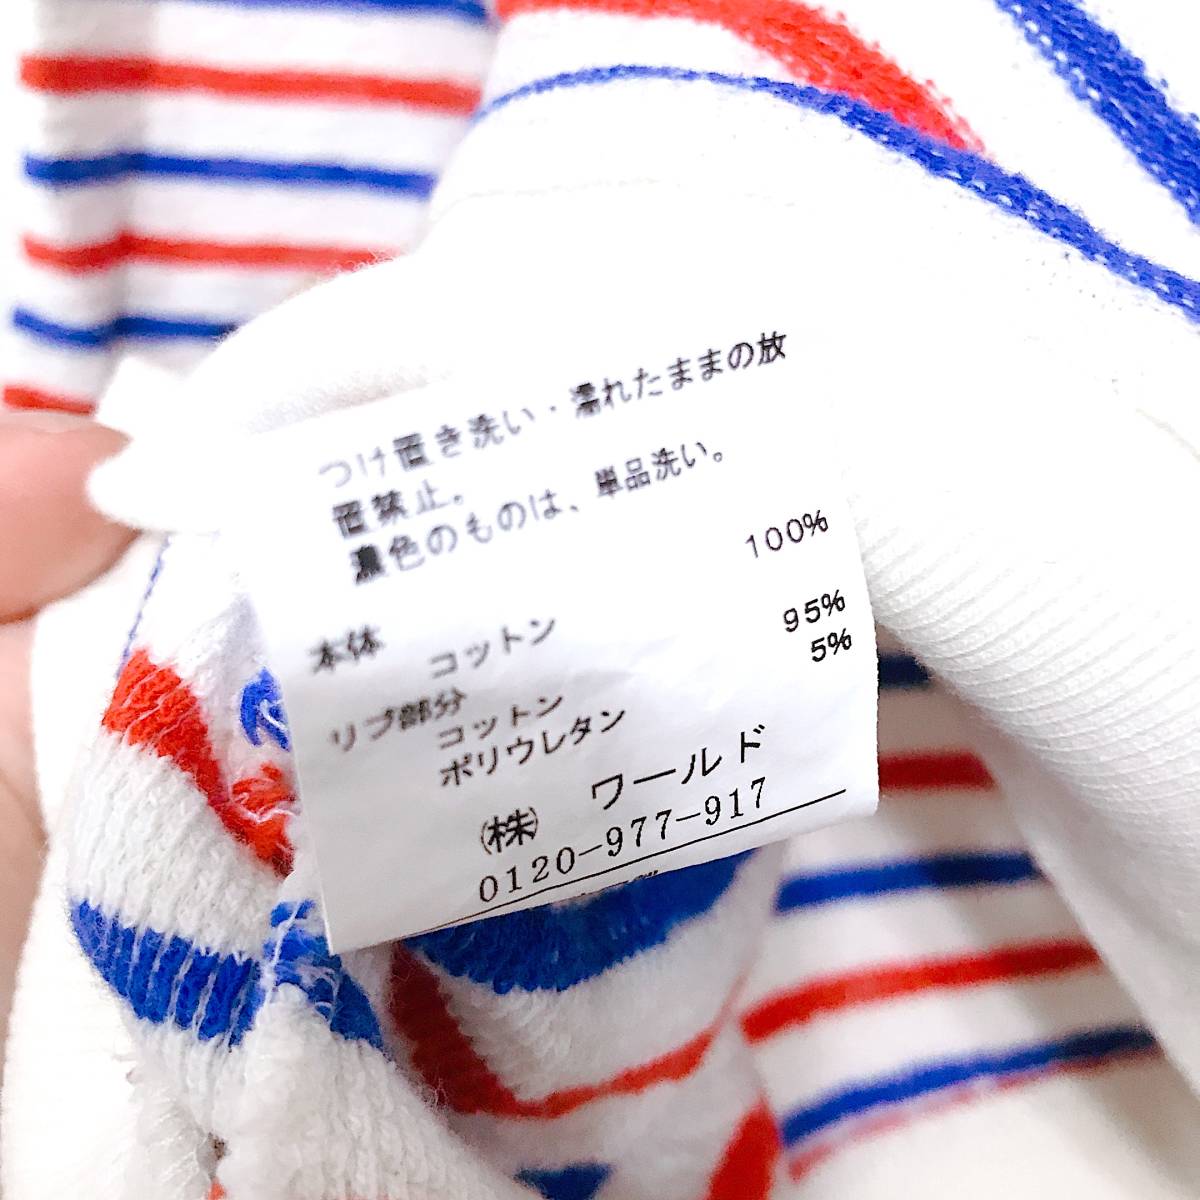 つけ置き洗い・濡れたままの放
置禁止。
濃色のものは、単品洗い。
本体
コットン 100%
リブ部分
コットン 95%
ポリウレタン 5%
㈱ ワールド
0120-977-917